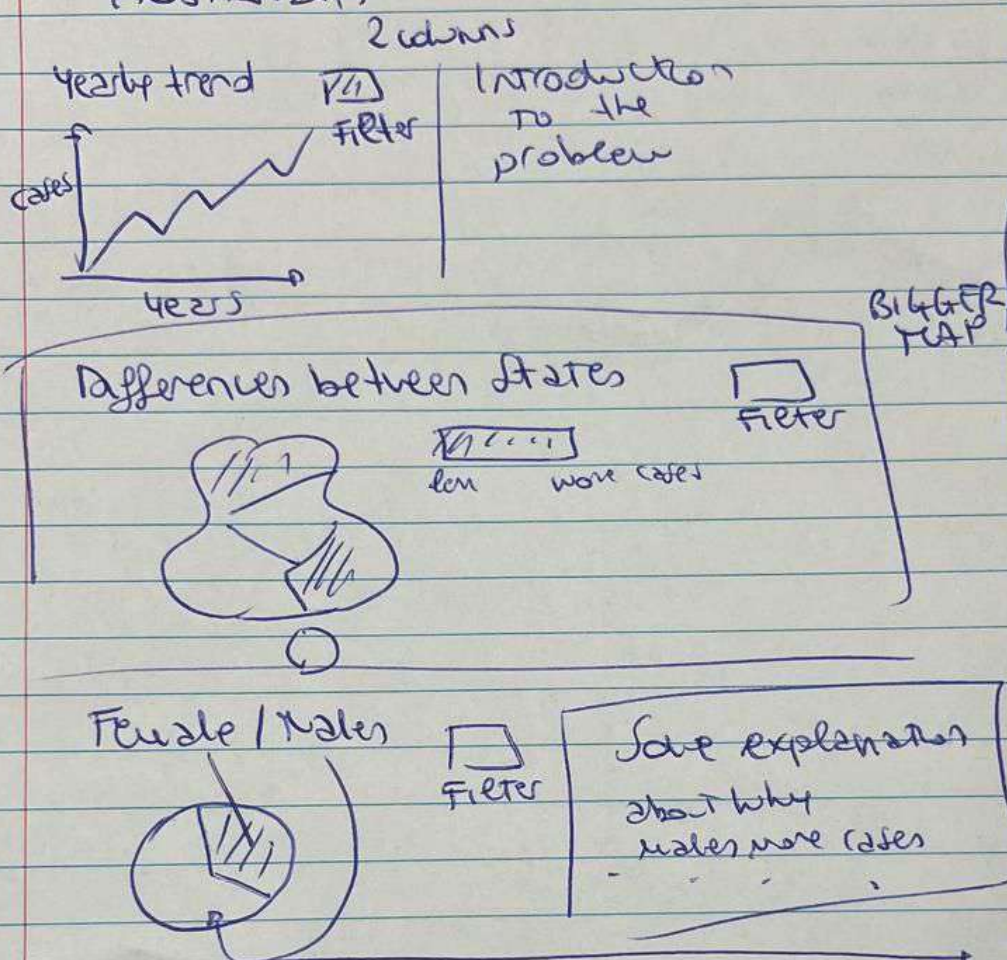 2 columns
Yearly trend
Filter
Introduction
to the
problem
cases
years
BIGGER
MAP
Differences between States
Filter
less more cases
Female / Males
Filter
Some explanation
about why
males more cases